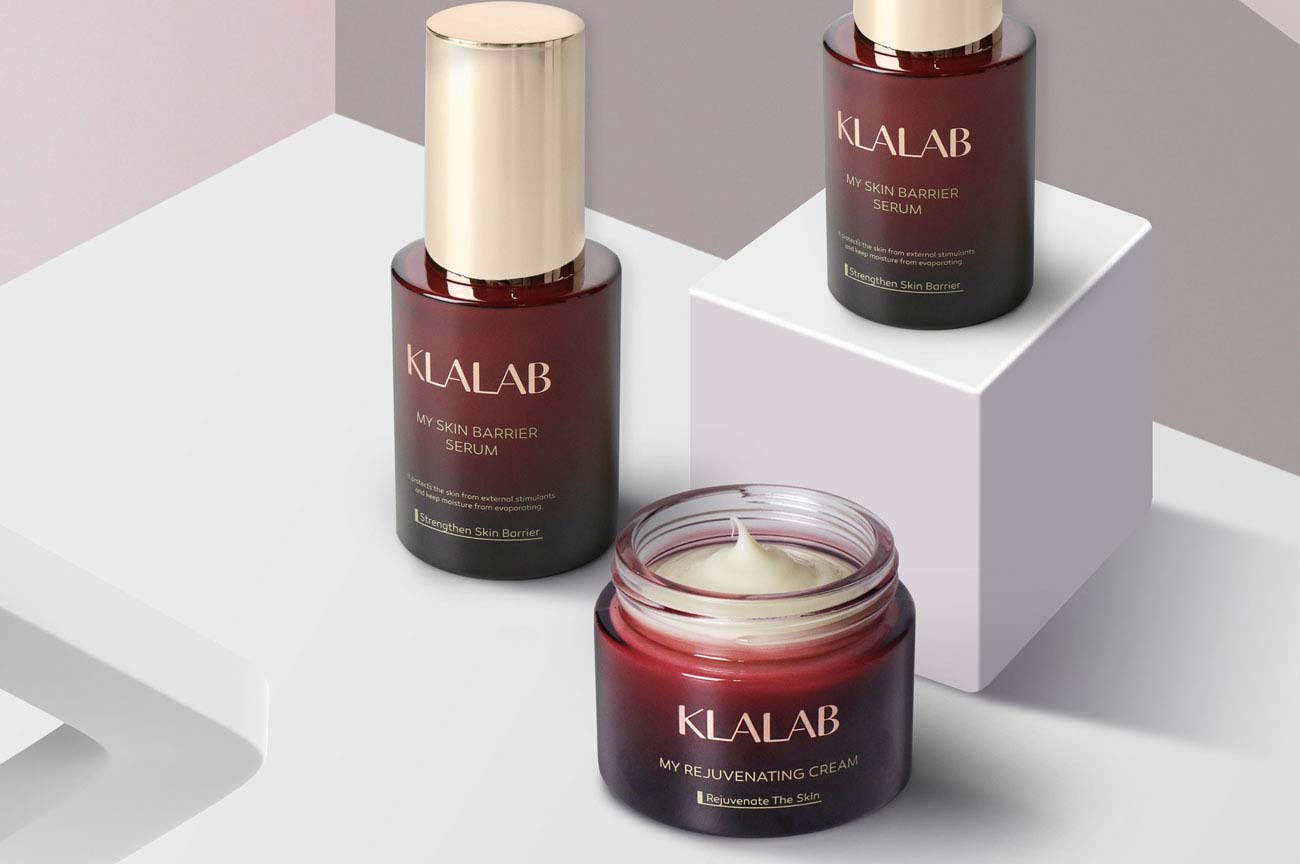 KLALAB
MY SKIN BARRIER
SERUM
It protects the skin from external stimulants
and keep moisture from evaporating.
Strengthen Skin Barrier
KLALAB
MY SKIN BARRIER
SERUM
It protects the skin from external stimulants
and keep moisture from evaporating.
Strengthen Skin Barrier
KLALAB
MY REJUVENATING CREAM
Rejuvenate The Skin